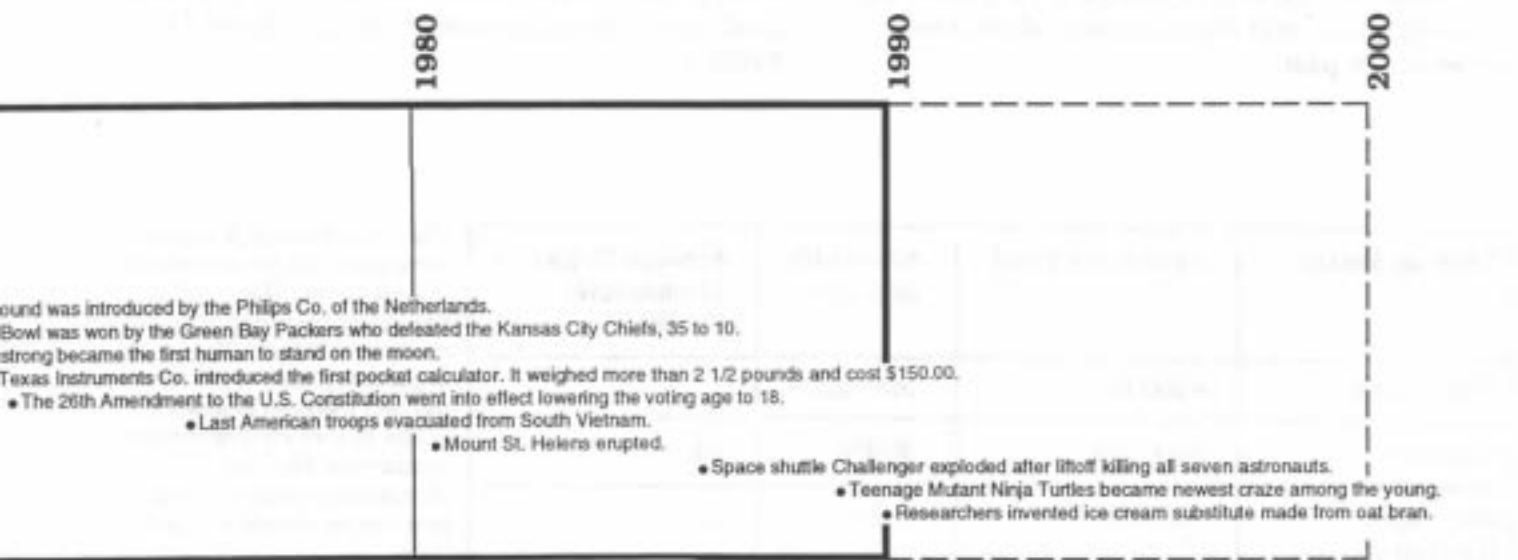 1980
1990
2000
ound was introduced by the Philips Co. of the Netherlands.
Bowl was won by the Green Bay Packers who defeated the Kansas City Chiefs, 35 to 10.
strong became the first human to stand on the moon.
Texas Instruments Co. introduced the first pocket calculator. It weighed more than 2 1/2 pounds and cost $150.00.
• The 26th Amendment to the U.S. Constitution went into effect lowering the voting age to 18.
• Last American troops evacuated from South Vietnam.
• Mount St. Helens erupted.
• Space shuttle Challenger exploded after liftoff killing all seven astronauts.
• Teenage Mutant Ninja Turtles became newest craze among the young.
• Researchers invented ice cream substitute made from oat bran.